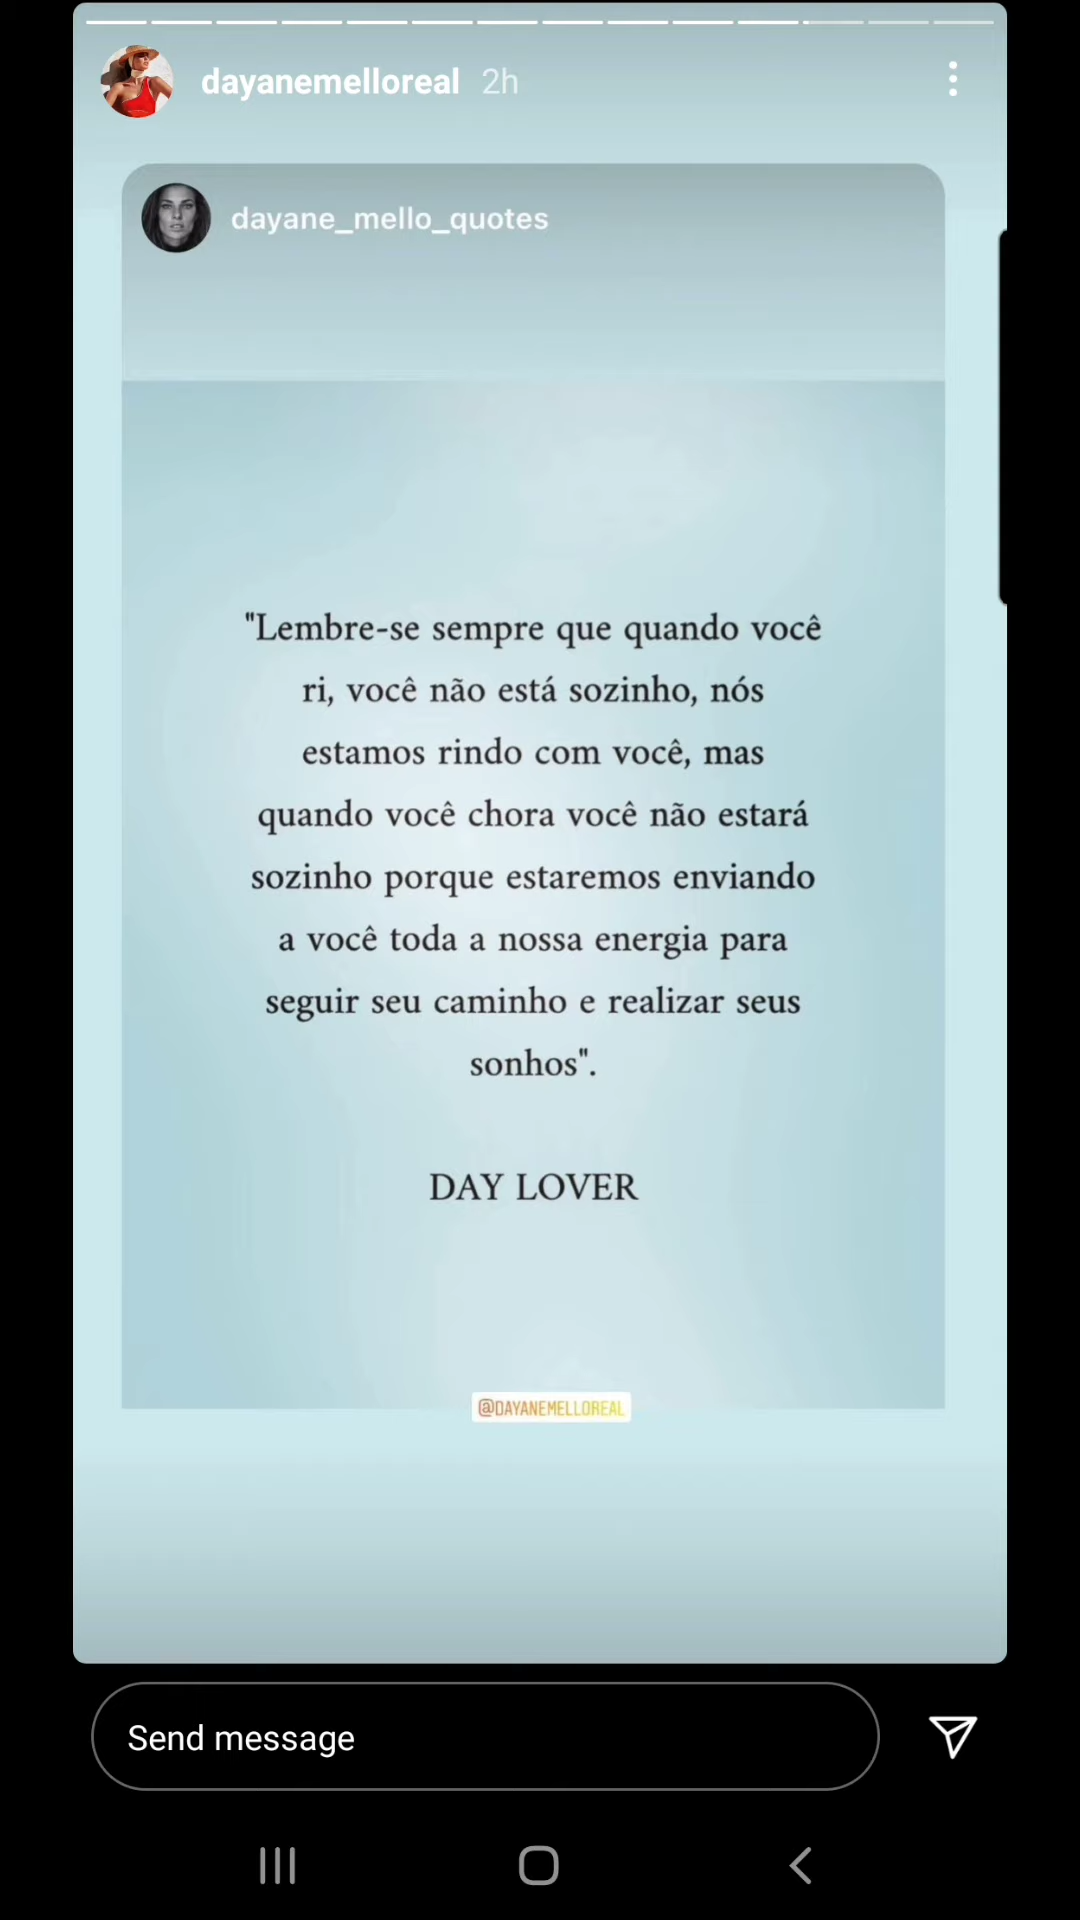 dayanemelloreal 2h
dayane_mello_quotes
"Lembre-se sempre que quando você
ri, você não está sozinho, nós
estamos rindo com você, mas
quando você chora você não estará
sozinho porque estaremos enviando
a você toda a nossa energia para
seguir seu caminho e realizar seus
sonhos".
DAY LOVER
@DAYANEMELLOREAL
Send message